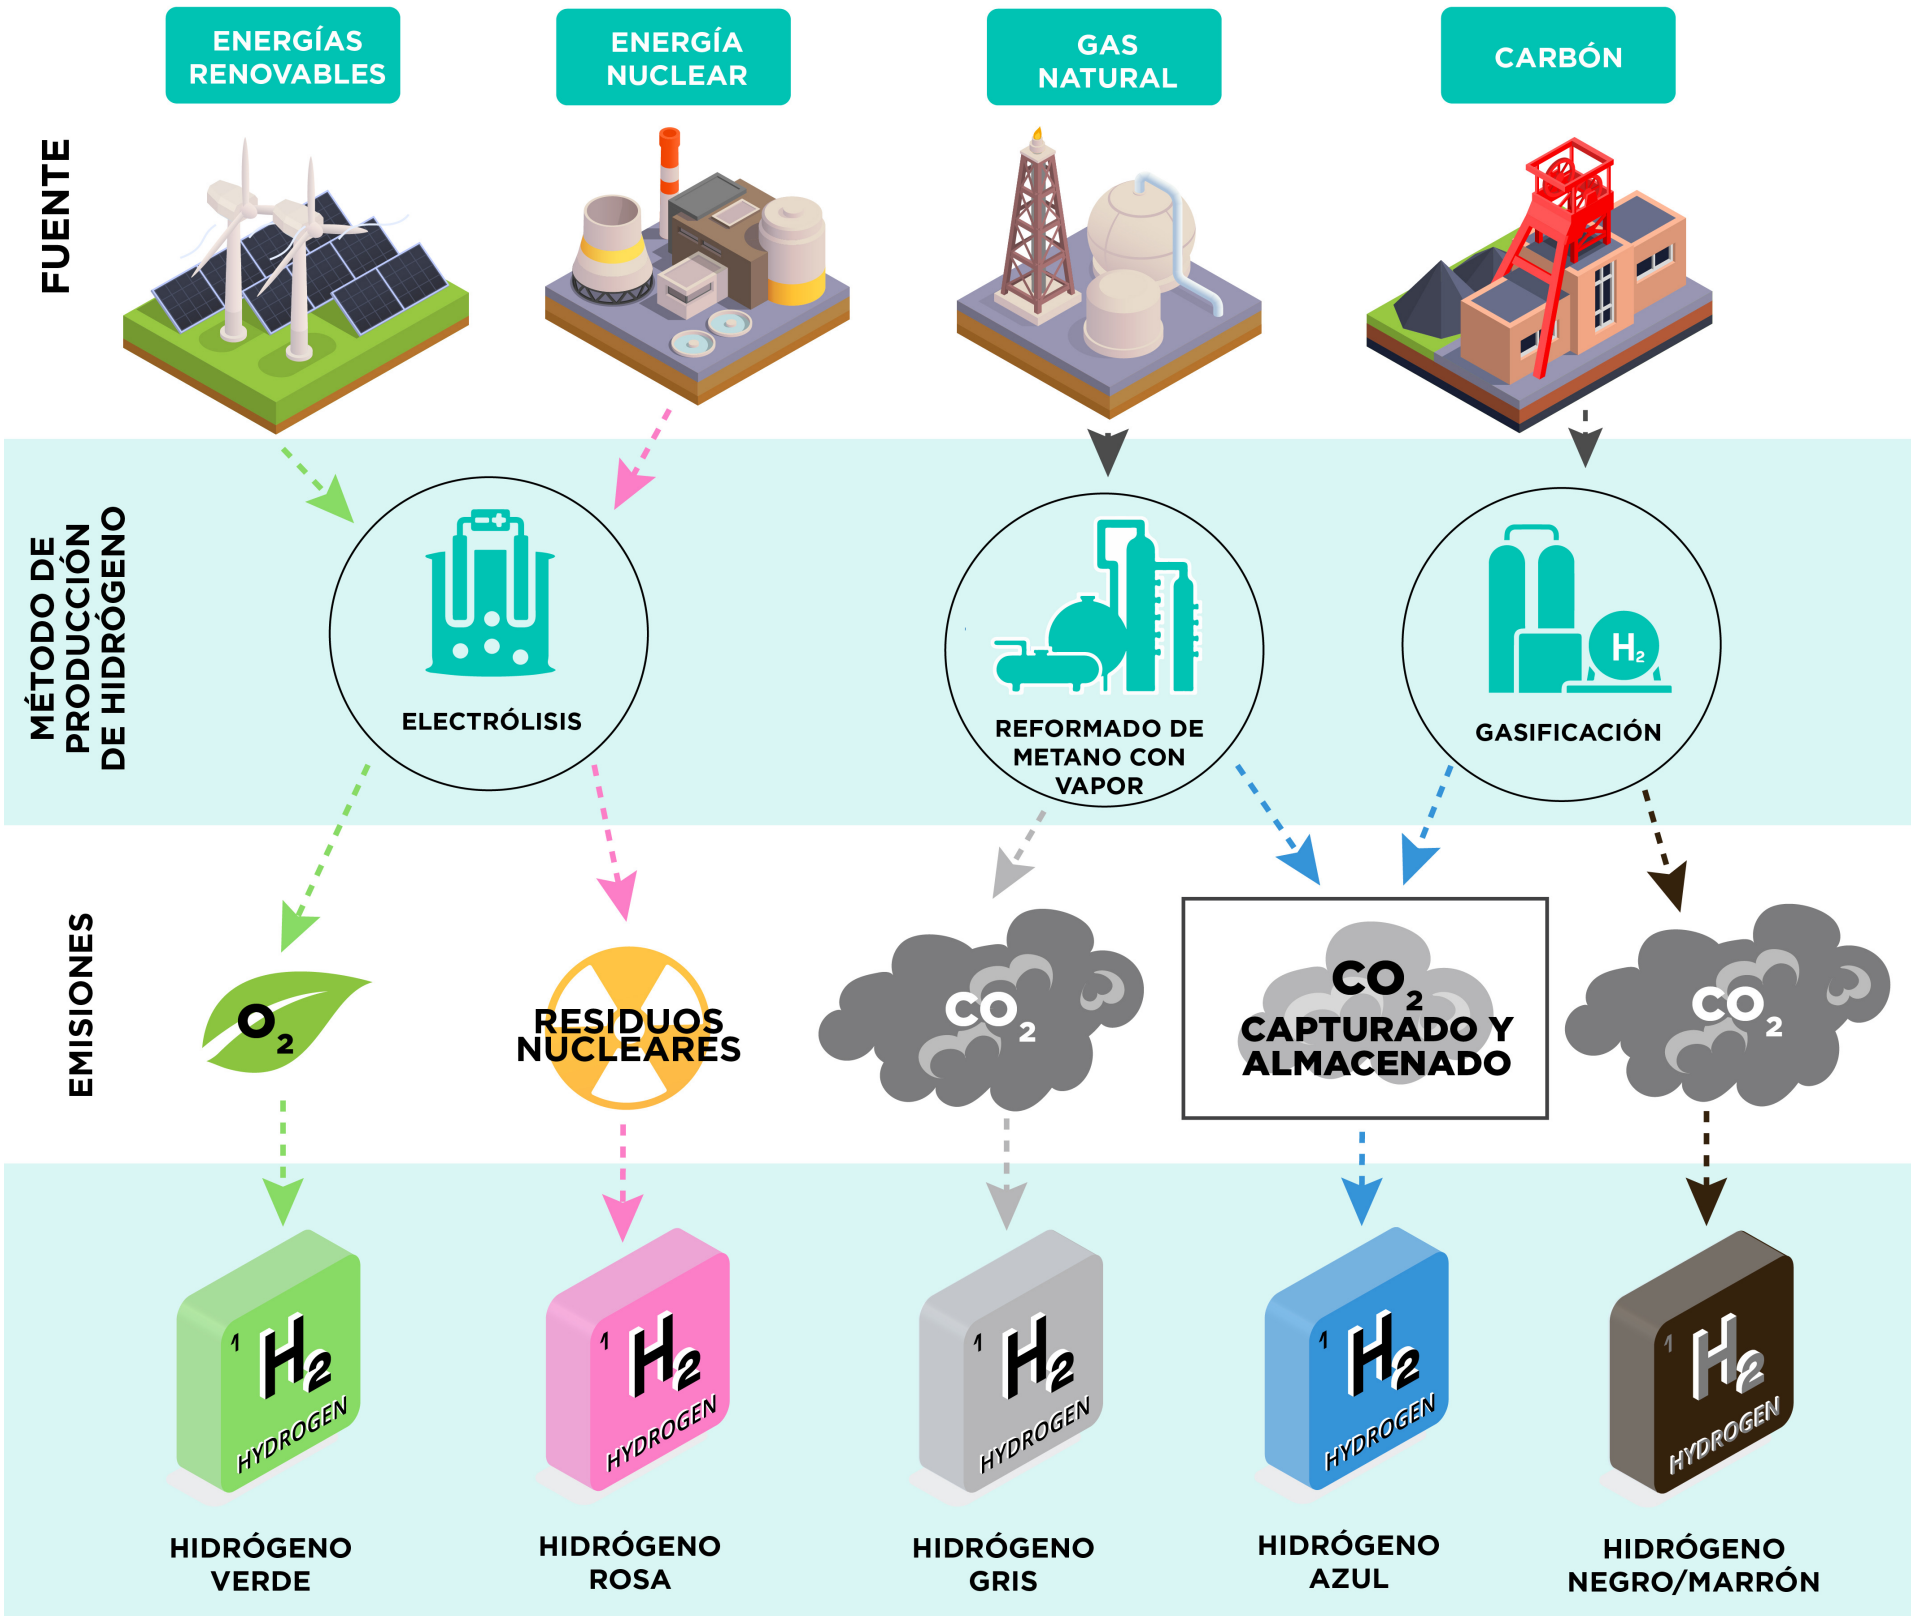 ENERGÍAS
RENOVABLES
ENERGÍA
NUCLEAR
GAS
NATURAL
CARBÓN
FUENTE
MÉTODO DE
PRODUCCIÓN
DE HIDRÓGENO
ELECTRÓLISIS
REFORMADO DE
METANO CON
VAPOR
H2
GASIFICACIÓN
EMISIONES
O2
RESIDUOS
NUCLEARES
CO2
CO2
CAPTURADO Y
ALMACENADO
CO2
1 H2
HYDROGEN
1 H2
HYDROGEN
1 H2
HYDROGEN
1 H2
HYDROGEN
1 H2
HYDROGEN
HIDRÓGENO
VERDE
HIDRÓGENO
ROSA
HIDRÓGENO
GRIS
HIDRÓGENO
AZUL
HIDRÓGENO
NEGRO/MARRÓN